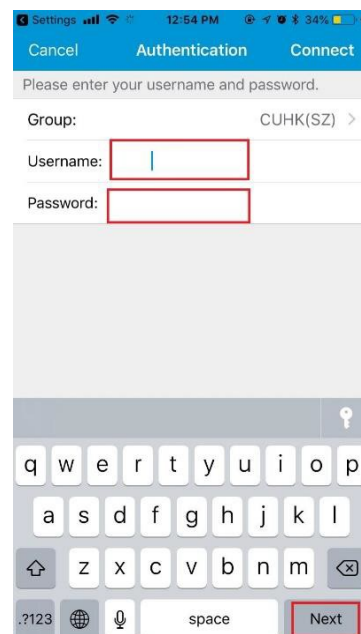 Settings 12:54 PM 34%
Cancel Authentication Connect
Please enter your username and password.
Group: CUHK(SZ) >
Username:
Password:
q w e r t y u i o p
a s d f g h j k l
z x c v b n m
.?123 space Next